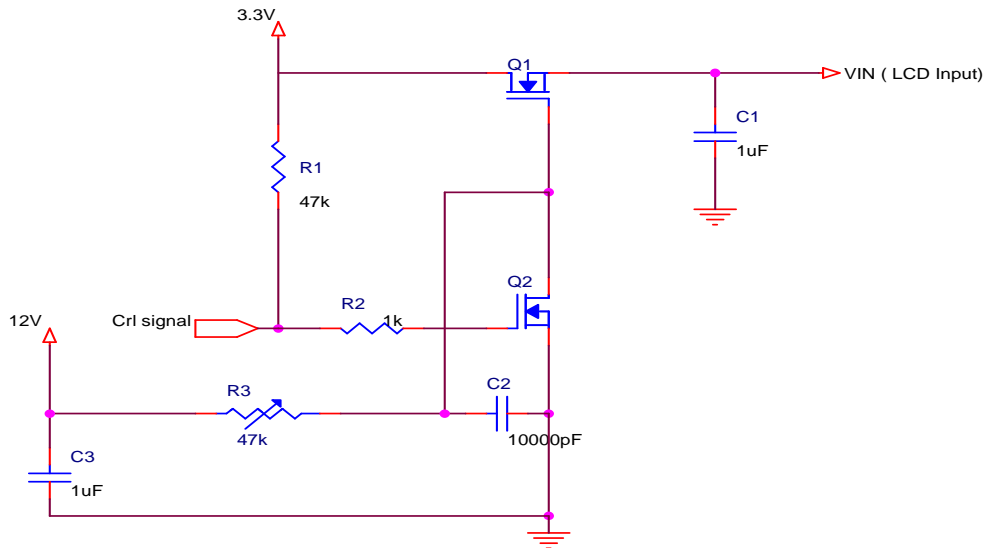 3.3V
Q1
VIN ( LCD Input)
C1
1uF
R1
47k
Q2
12V
Crl signal
R2
1k
R3
47k
C2
10000pF
C3
1uF